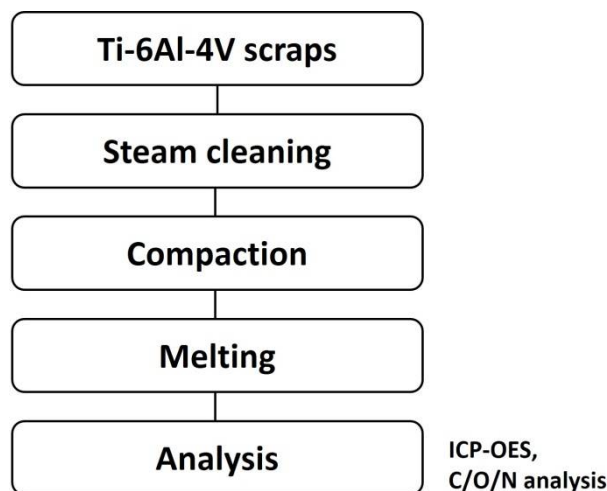 Ti-6Al-4V scraps
Steam cleaning
Compaction
Melting
Analysis
ICP-OES,
C/O/N analysis